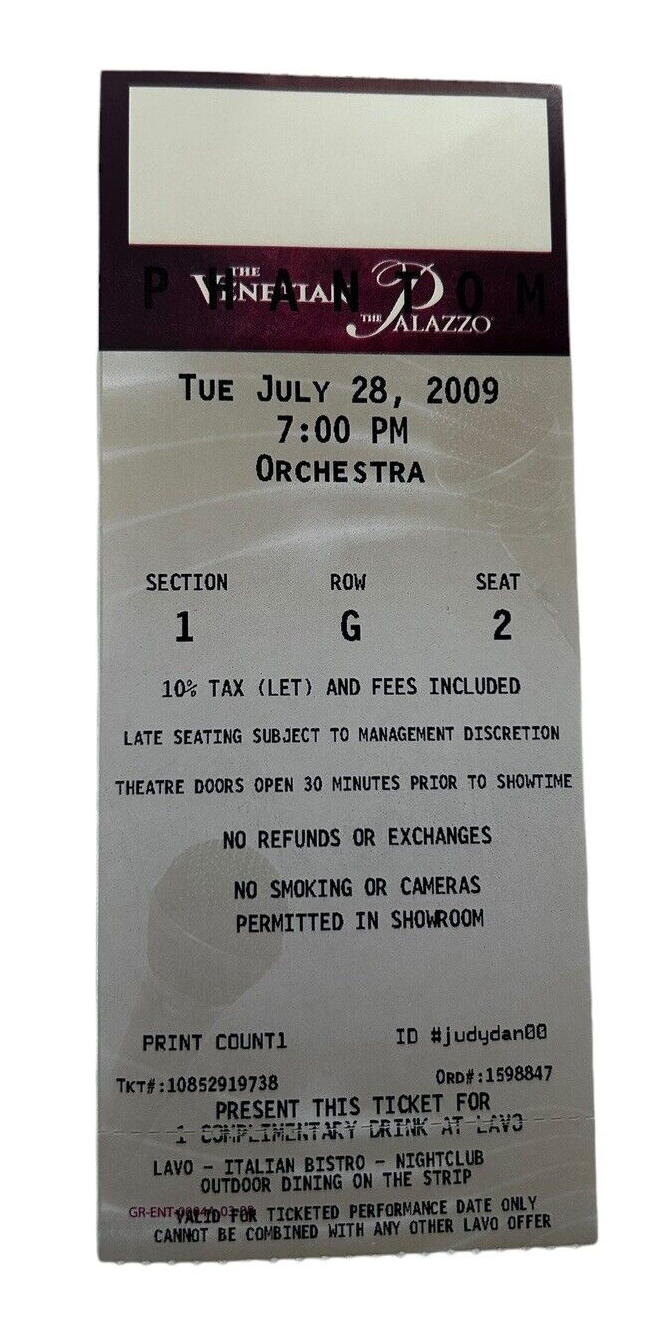 PHANTOM
THE VENETIAN
THE PALAZZO
TUE JULY 28, 2009
7:00 PM
ORCHESTRA
SECTION ROW SEAT
1 G 2
10% TAX (LET) AND FEES INCLUDED
LATE SEATING SUBJECT TO MANAGEMENT DISCRETION
THEATRE DOORS OPEN 30 MINUTES PRIOR TO SHOWTIME
NO REFUNDS OR EXCHANGES
NO SMOKING OR CAMERAS
PERMITTED IN SHOWROOM
PRINT COUNT1 ID #judydan00
TKT#:10852919738 ORD#:1598847
PRESENT THIS TICKET FOR
1 COMPLIMENTARY DRINK AT LAVO
LAVO - ITALIAN BISTRO - NIGHTCLUB
OUTDOOR DINING ON THE STRIP
GR-ENT
VALID FOR TICKETED PERFORMANCE DATE ONLY
CANNOT BE COMBINED WITH ANY OTHER LAVO OFFER